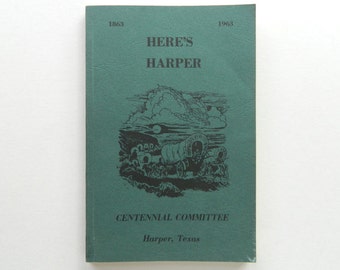 1863 1963
HERE'S
HARPER
CENTENNIAL COMMITTEE
Harper, Texas